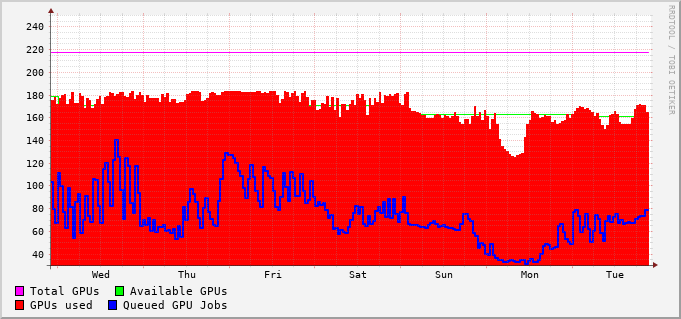 RRDTOOL / TOBI OETIKER
240
220
200
180
160
140
120
100
80
60
40
Wed Thu Fri Sat Sun Mon Tue
Total GPUs Available GPUs
GPUs used Queued GPU Jobs